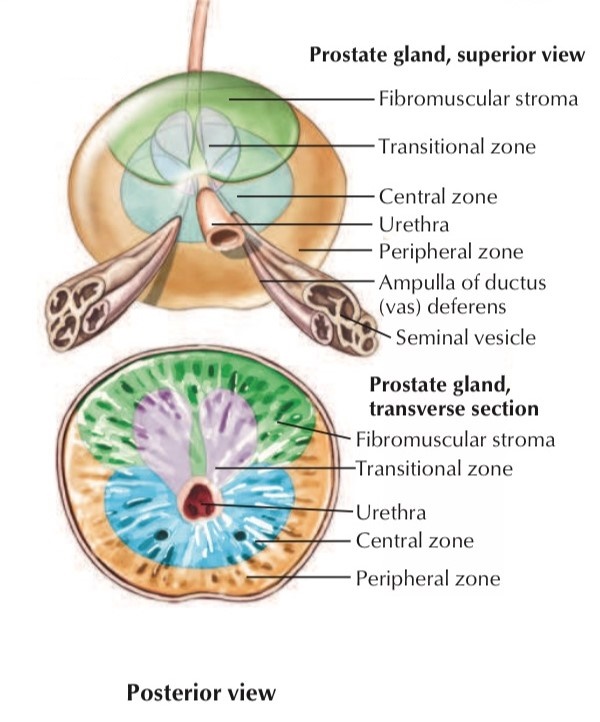 Prostate gland, superior view
Fibromuscular stroma
Transitional zone
Central zone
Urethra
Peripheral zone
Ampulla of ductus
(vas) deferens
Seminal vesicle
Prostate gland,
transverse section
Fibromuscular stroma
Transitional zone
Urethra
Central zone
Peripheral zone
Posterior view